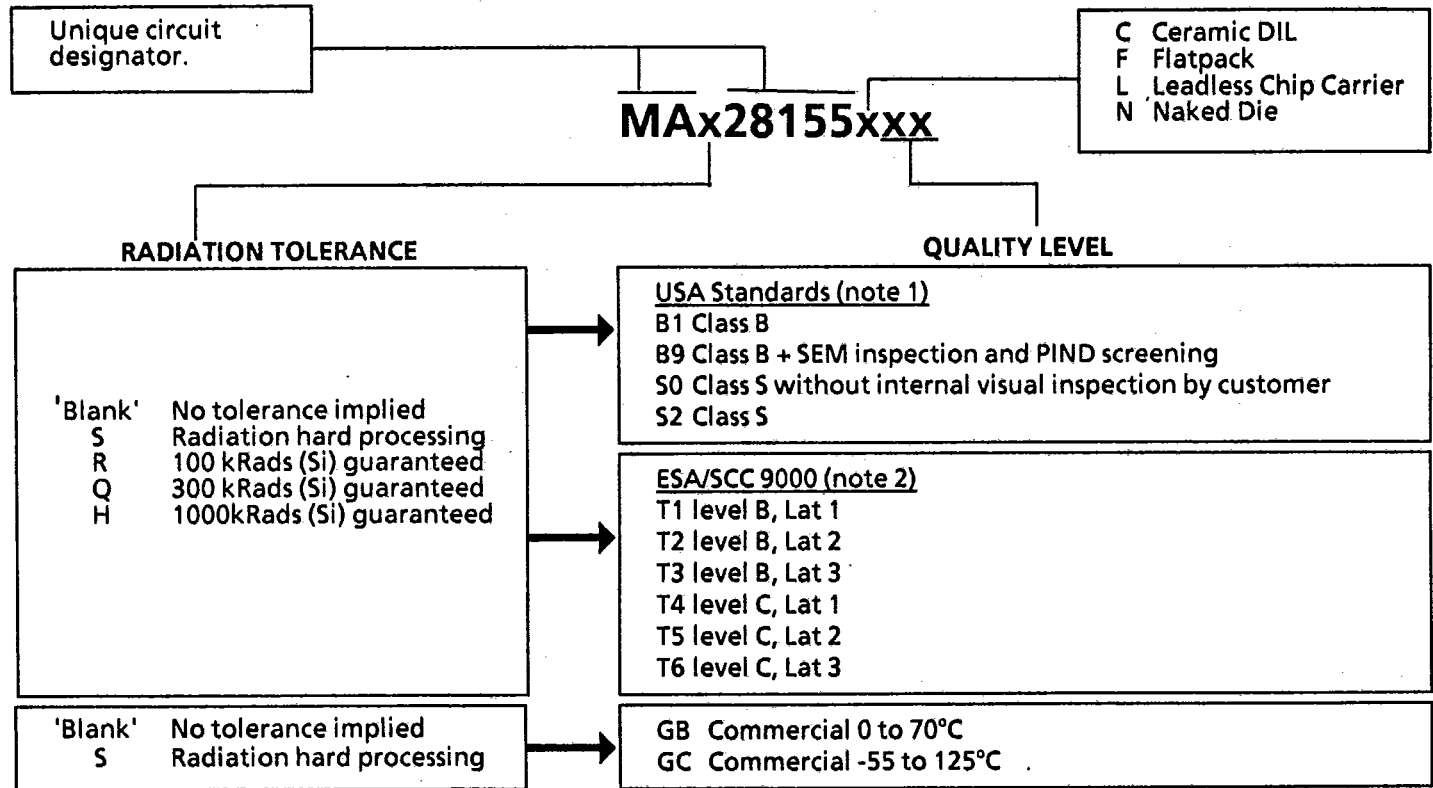 Unique circuit
designator.
C Ceramic DIL
F Flatpack
L Leadless Chip Carrier
N Naked Die
MAx28155xxx
RADIATION TOLERANCE
'Blank' No tolerance implied
S Radiation hard processing
R 100 kRads (Si) guaranteed
Q 300 kRads (Si) guaranteed
H 1000kRads (Si) guaranteed
QUALITY LEVEL
USA Standards (note 1)
B1 Class B
B9 Class B + SEM inspection and PIND screening
S0 Class S without internal visual inspection by customer
S2 Class S
ESA/SCC 9000 (note 2)
T1 level B, Lat 1
T2 level B, Lat 2
T3 level B, Lat 3
T4 level C, Lat 1
T5 level C, Lat 2
T6 level C, Lat 3
'Blank' No tolerance implied
S Radiation hard processing
GB Commercial 0 to 70°C
GC Commercial -55 to 125°C